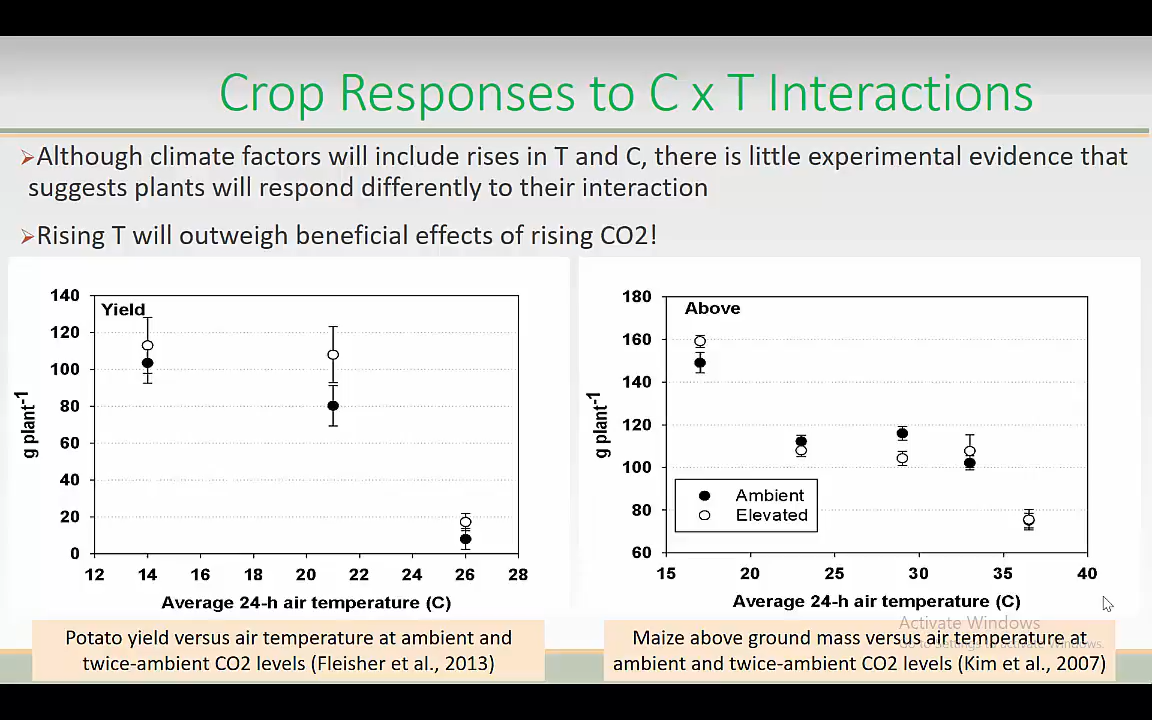 Crop Responses to C x T Interactions
Although climate factors will include rises in T and C, there is little experimental evidence that
suggests plants will respond differently to their interaction
Rising T will outweigh beneficial effects of rising CO2!
Yield
140
120
100
80
60
40
20
0
g plant-1
12 14 16 18 20 22 24 26 28
Average 24-h air temperature (C)
Potato yield versus air temperature at ambient and
twice-ambient CO2 levels (Fleisher et al., 2013)
Above
180
160
140
120
100
80
60
g plant-1
Ambient
Elevated
15 20 25 30 35 40
Average 24-h air temperature (C)
Activate Windows
Go to Settings to activate Windows.
Maize above ground mass versus air temperature at
ambient and twice-ambient CO2 levels (Kim et al., 2007)